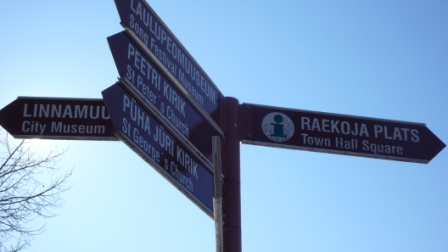 LAULUPEOMUUSEUM
Song Festival Museum
PEETRI KIRIK
St Peter's Church
PÜHA JÜRI KIRIK
St George's Church
LINNAMUU
City Museum
i
RAEKOJA PLATS
Town Hall Square